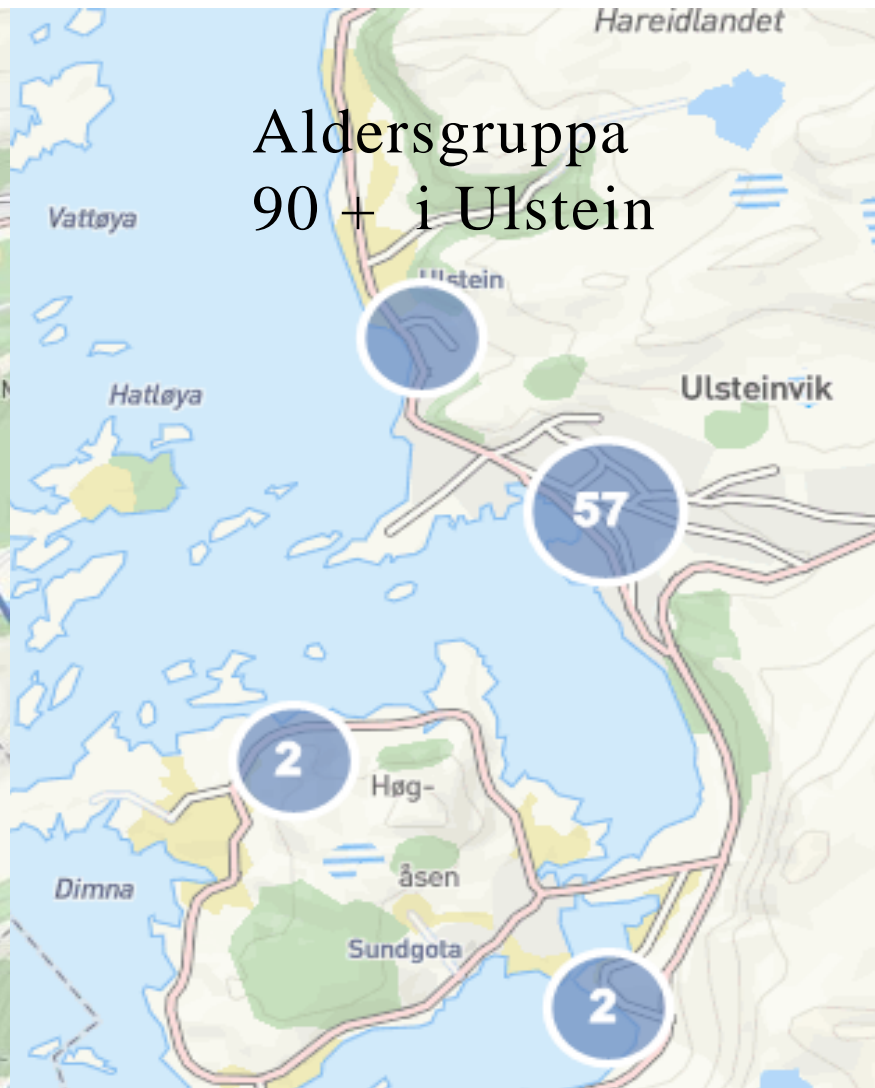 Hareidlandet
Aldersgruppa
90 + i Ulstein
Vattøya
Ulstein
Hatløya
Ulsteinvik
57
2
Høg-
åsen
Dimna
Sundgota
2